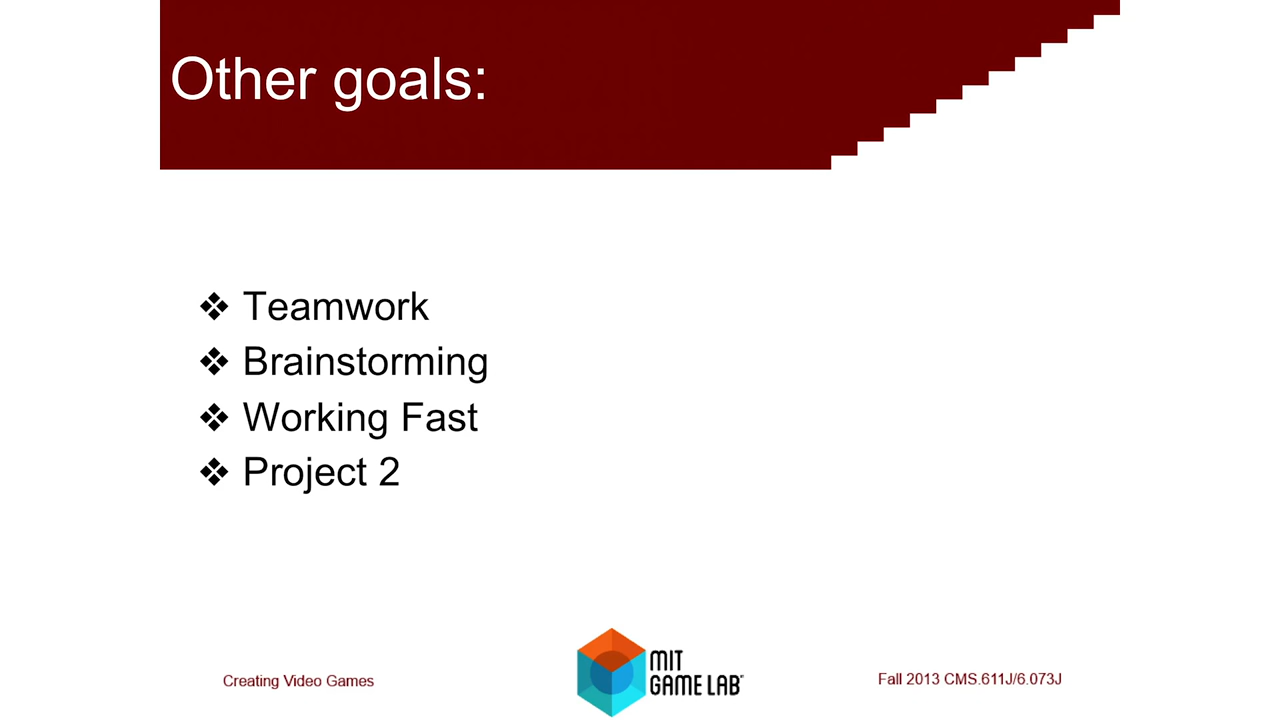 Other goals:
❖ Teamwork
❖ Brainstorming
❖ Working Fast
❖ Project 2
Creating Video Games
MIT
GAME LAB
Fall 2013 CMS.611J/6.073J